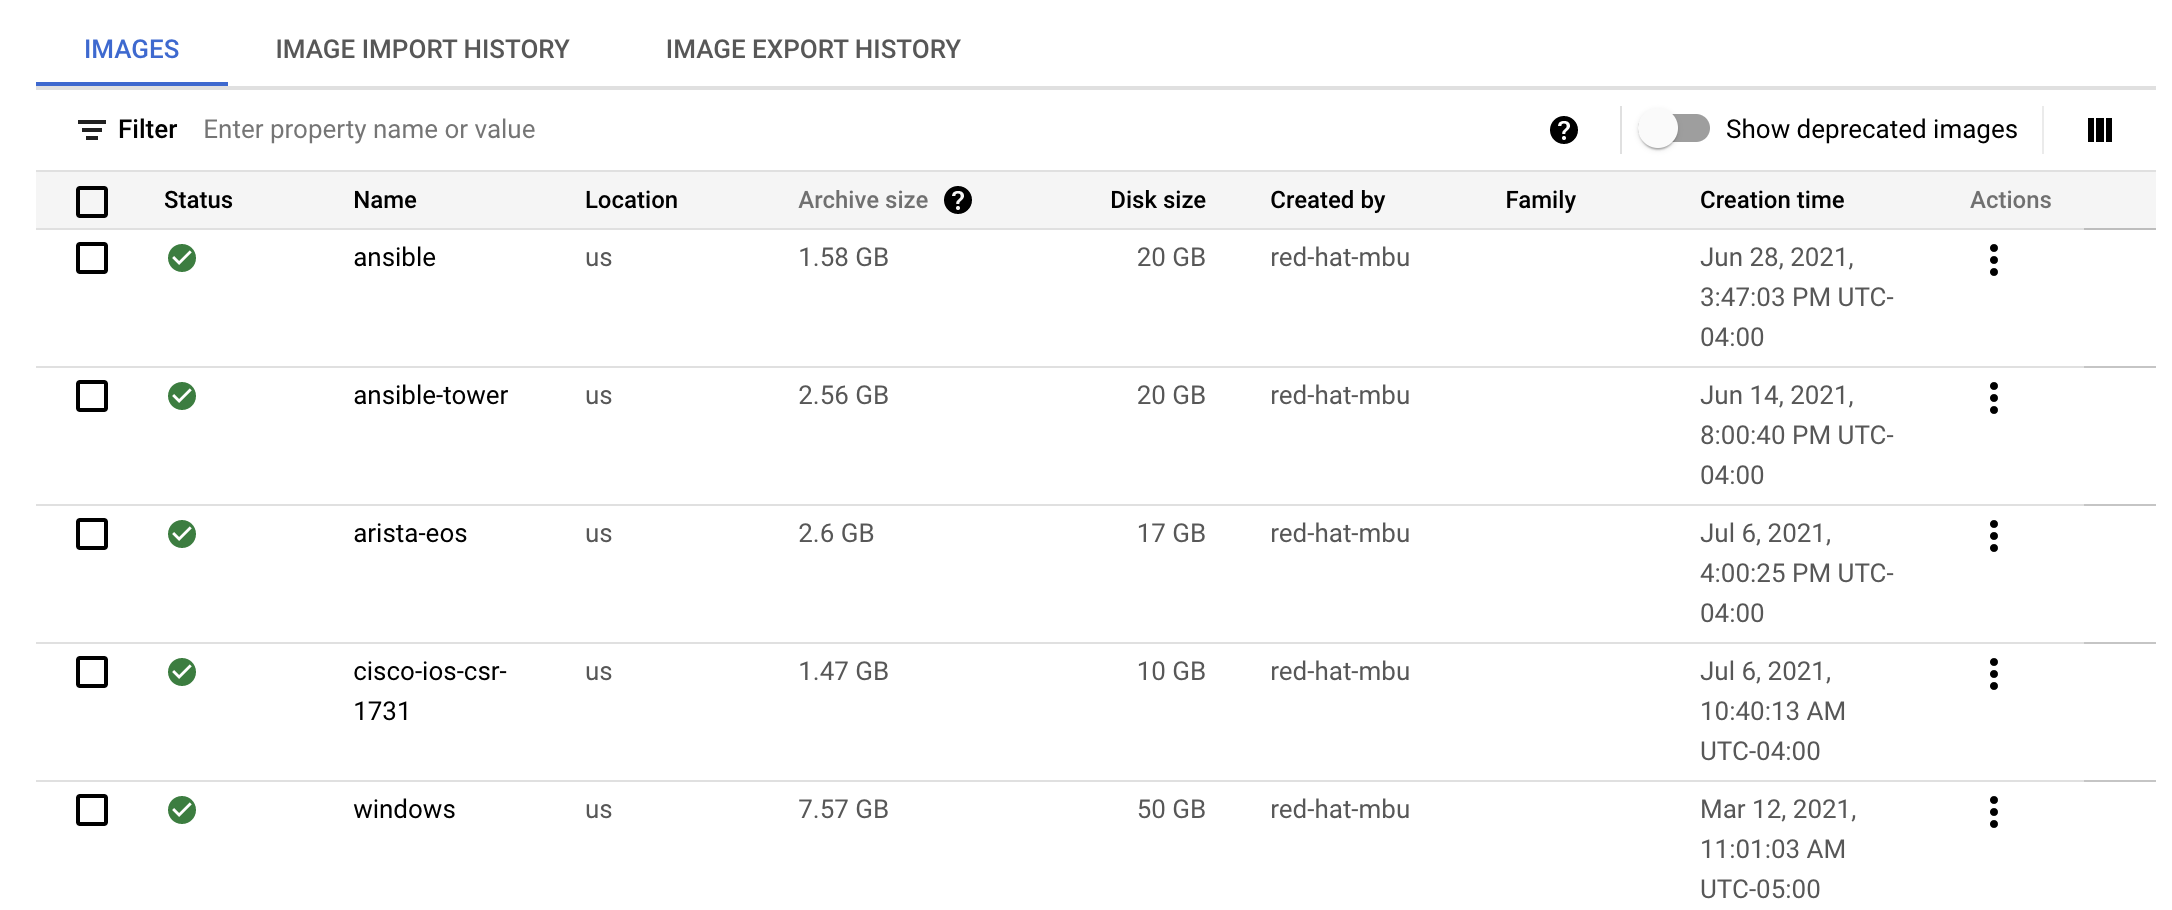 IMAGES IMAGE IMPORT HISTORY IMAGE EXPORT HISTORY
Filter Enter property name or value Show deprecated images
Status Name Location Archive size Disk size Created by Family Creation time Actions
ansible us 1.58 GB 20 GB red-hat-mbu Jun 28, 2021,
3:47:03 PM UTC-
04:00
ansible-tower us 2.56 GB 20 GB red-hat-mbu Jun 14, 2021,
8:00:40 PM UTC-
04:00
arista-eos us 2.6 GB 17 GB red-hat-mbu Jul 6, 2021,
4:00:25 PM UTC-
04:00
cisco-ios-csr- us 1.47 GB 10 GB red-hat-mbu Jul 6, 2021,
1731 10:40:13 AM
UTC-04:00
windows us 7.57 GB 50 GB red-hat-mbu Mar 12, 2021,
11:01:03 AM
UTC-05:00